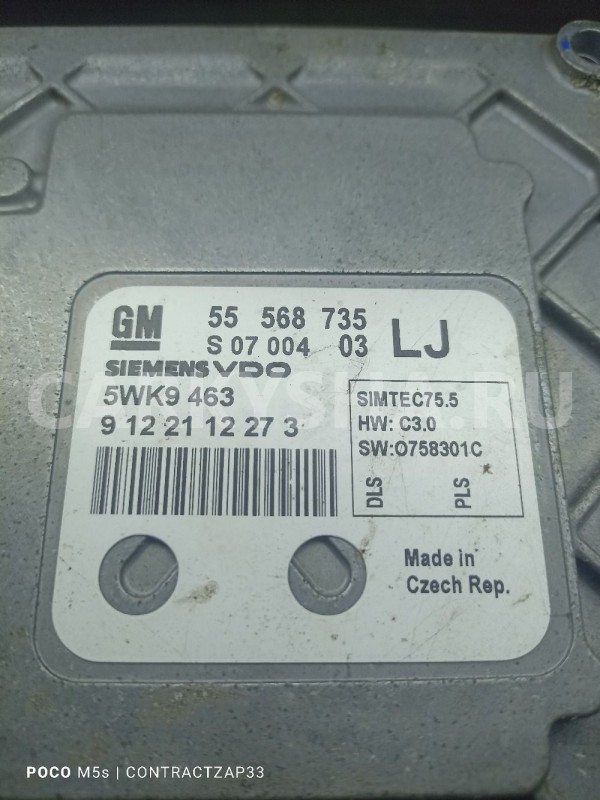 GM 55 568 735
S 07 004 03 LJ
SIEMENS VDO
5WK9 463
9 12 21 12 27 3
SIMTEC75.5
HW: C3.0
SW:O758301C
DLS PLS
Made in
Czech Rep.
POCO M5s | CONTRACTZAP33